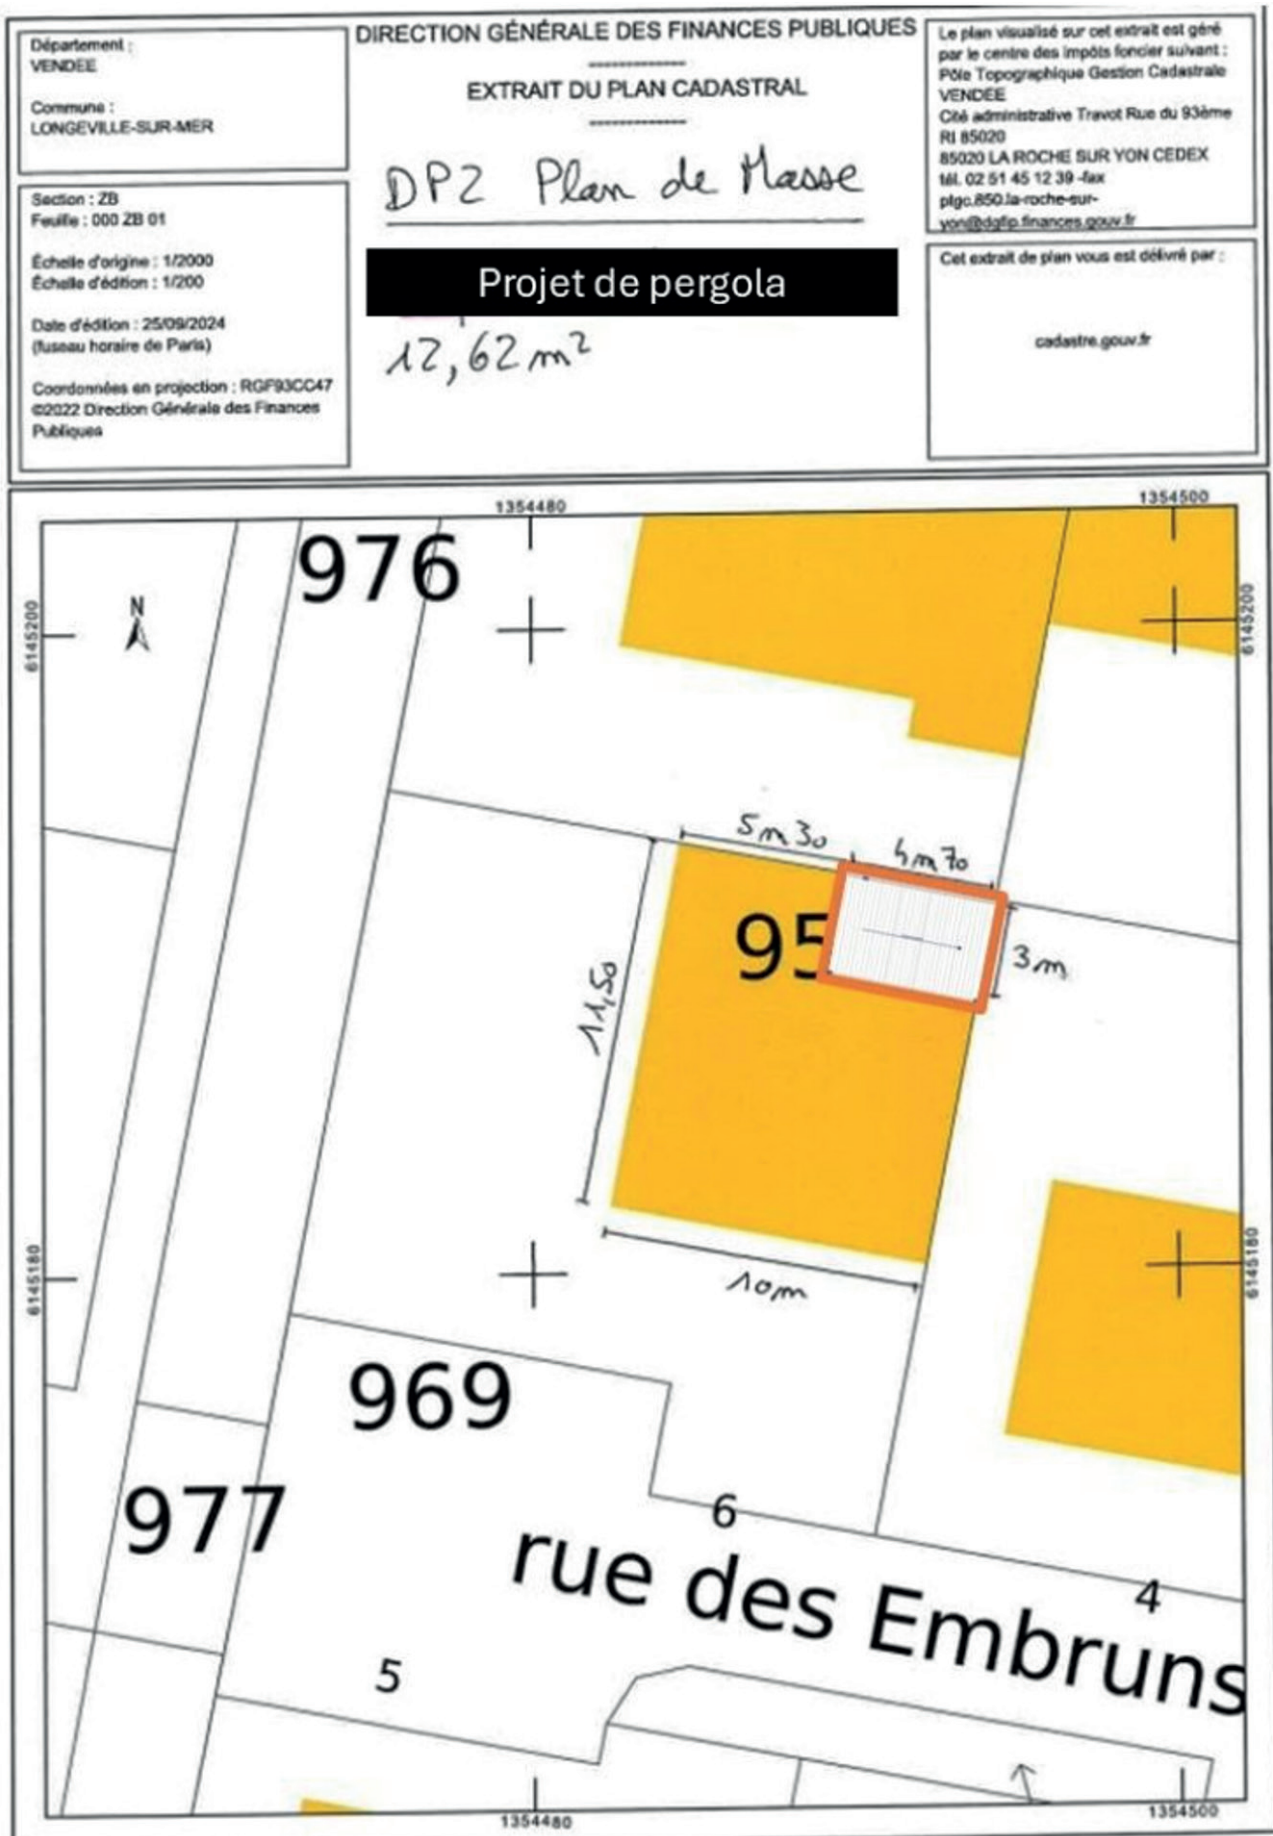 Département :
VENDEE
Commune :
LONGEVILLE-SUR-MER
Section : ZB
Feuille : 000 ZB 01
Échelle d'origine : 1/2000
Échelle d'édition : 1/200
Date d'édition : 25/09/2024
(fuseau horaire de Paris)
Coordonnées en projection : RGF93CC47
©2022 Direction Générale des Finances
Publiques
DIRECTION GÉNÉRALE DES FINANCES PUBLIQUES
EXTRAIT DU PLAN CADASTRAL
DP2 Plan de Masse
Projet de pergola
12,62 m²
Le plan visualisé sur cet extrait est géré
par le centre des impôts foncier suivant :
Pôle Topographique Gestion Cadastrale
VENDEE
Cité administrative Travot Rue du 93ème
RI 85020
85020 LA ROCHE SUR YON CEDEX
tél. 02 51 45 12 39 -fax
ptgc.850.la-roche-sur-
yon@dgfip.finances.gouv.fr
Cet extrait de plan vous est délivré par :
cadastre.gouv.fr
1354480
1354500
976
N
6145200
6145200
5m30
4m70
95
3m
11,50
10m
6145180
6145180
969
977
6
4
rue des Embruns
5
1354480
1354500